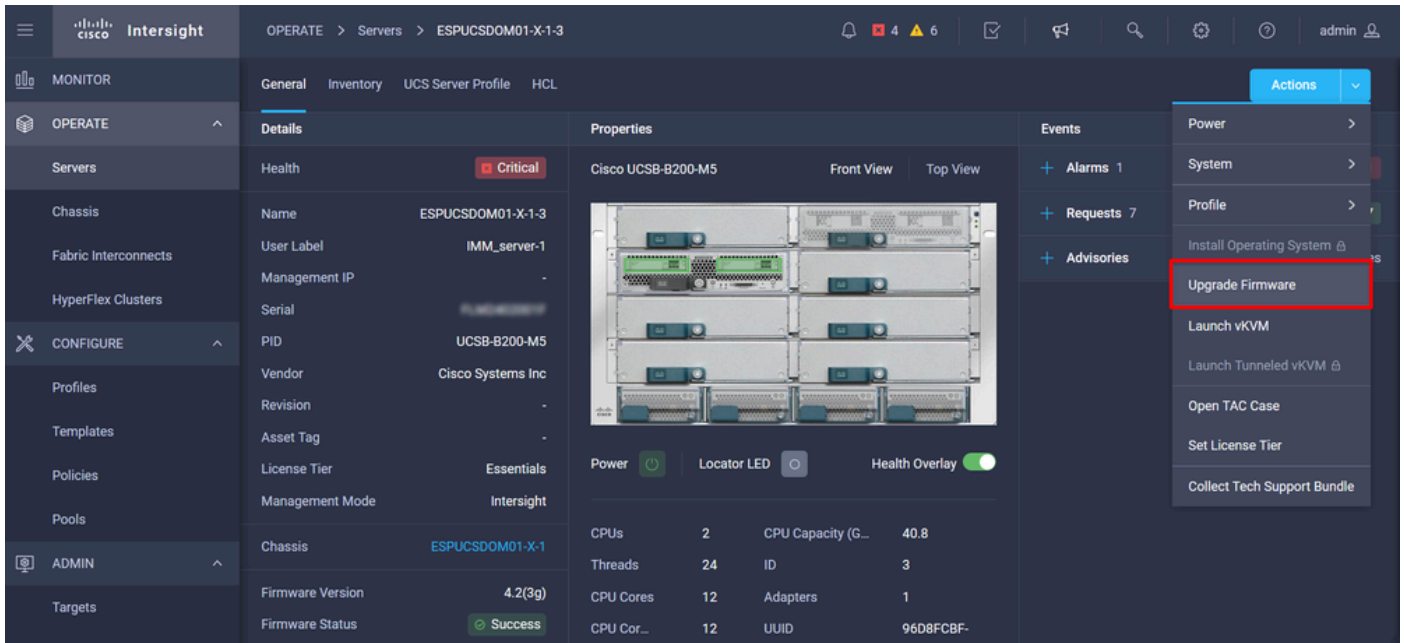 cisco Intersight
OPERATE > Servers > ESPUCSDOM01-X-1-3
4 6
admin
MONITOR
OPERATE
Servers
Chassis
Fabric Interconnects
HyperFlex Clusters
CONFIGURE
Profiles
Templates
Policies
Pools
ADMIN
Targets
General Inventory UCS Server Profile HCL
Actions
Details
Health Critical
Name ESPUCSDOM01-X-1-3
User Label IMM_server-1
Management IP -
Serial
PID UCSB-B200-M5
Vendor Cisco Systems Inc
Revision -
Asset Tag -
License Tier Essentials
Management Mode Intersight
Chassis ESPUCSDOM01-X-1
Firmware Version 4.2(3g)
Firmware Status Success
Properties
Cisco UCSB-B200-M5 Front View Top View
Power Locator LED Health Overlay
CPUs 2 CPU Capacity (G... 40.8
Threads 24 ID 3
CPU Cores 12 Adapters 1
CPU Cor... 12 UUID 96D8FCBF-
Events
+ Alarms 1
+ Requests 7
+ Advisories
Power >
System >
Profile >
Install Operating System
Upgrade Firmware
Launch vKVM
Launch Tunneled vKVM
Open TAC Case
Set License Tier
Collect Tech Support Bundle